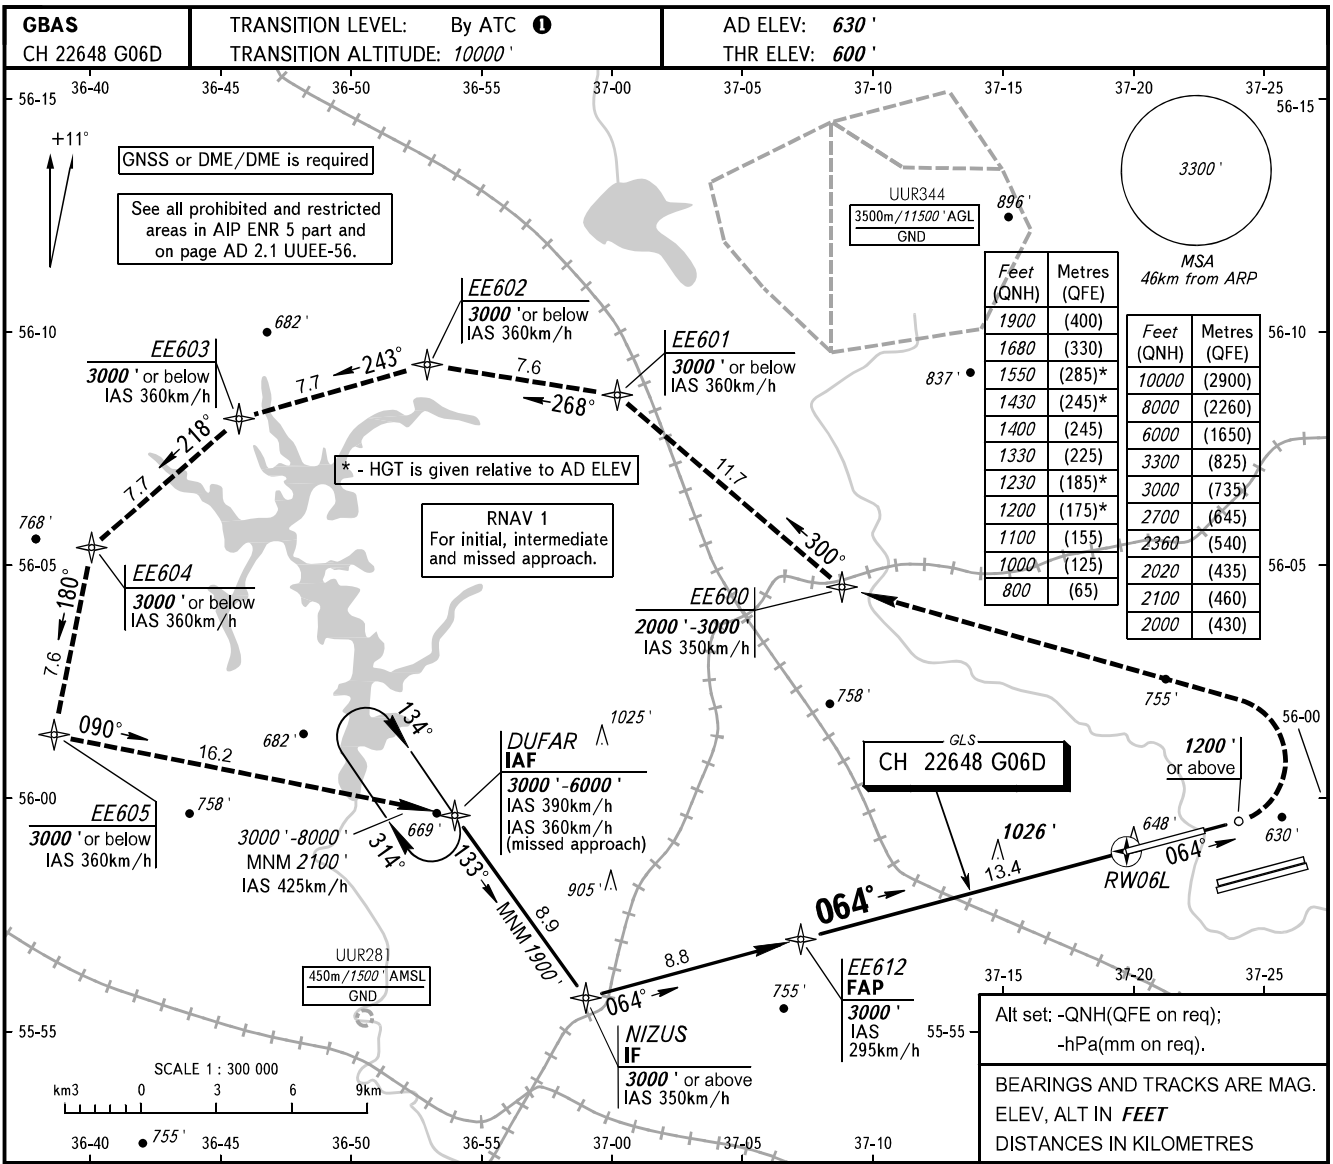 GBAS
CH 22648 G06D
TRANSITION LEVEL: By ATC ❶
TRANSITION ALTITUDE: 10000 '
AD ELEV: 630 '
THR ELEV: 600 '
36-40 36-45 36-50 36-55 37-00 37-05 37-10 37-15 37-20 37-25
56-15 56-15
+11°
GNSS or DME/DME is required
See all prohibited and restricted
areas in AIP ENR 5 part and
on page AD 2.1 UUEE-56.
UUR344
3500m/11500 ' AGL
GND
896 '
3300 '
MSA
46km from ARP
Feet Metres
(QNH) (QFE)
1900 (400)
1680 (330)
1550 (285)*
1430 (245)*
1400 (245)
1330 (225)
1230 (185)*
1200 (175)*
1100 (155)
1000 (125)
800 (65)
Feet Metres
(QNH) (QFE)
10000 (2900)
8000 (2260)
6000 (1650)
3300 (825)
3000 (735)
2700 (645)
2360 (540)
2020 (435)
2100 (460)
2000 (430)
56-10 56-10
682 '
837 '
EE602
3000 ' or below
IAS 360km/h
EE603
3000 ' or below
IAS 360km/h
EE601
3000 ' or below
IAS 360km/h
243°
7.7
7.6
268°
218°
7.7
11.7
300°
* - HGT is given relative to AD ELEV
RNAV 1
For initial, intermediate
and missed approach.
768 '
56-05 56-05
EE604
3000 ' or below
IAS 360km/h
180°
7.6
EE600
2000 '-3000 '
IAS 350km/h
758 '
755 '
56-00
090°
16.2
682 '
134°
1025 '
DUFAR
IAF
3000 '-6000 '
IAS 390km/h
IAS 360km/h
(missed approach)
GLS
CH 22648 G06D
1200 '
or above
56-00
EE605
3000 ' or below
IAS 360km/h
758 '
3000 '-8000 '
MNM 2100 '
IAS 425km/h
669 '
314°
133°
8.9
MNM 1900 '
905 '
1026 '
648 '
630 '
064°
RW06L
13.4
064°
UUR281
450m/1500 ' AMSL
GND
8.8
064°
EE612
FAP
3000 '
IAS
295km/h
755 '
NIZUS
IF
3000 ' or above
IAS 350km/h
37-15 37-20 37-25
55-55 55-55
Alt set: -QNH(QFE on req);
-hPa(mm on req).
BEARINGS AND TRACKS ARE MAG.
ELEV, ALT IN FEET
DISTANCES IN KILOMETRES
SCALE 1 : 300 000
km3 0 3 6 9km
755 '
36-40 36-45 36-50 36-55 37-00 37-05 37-10